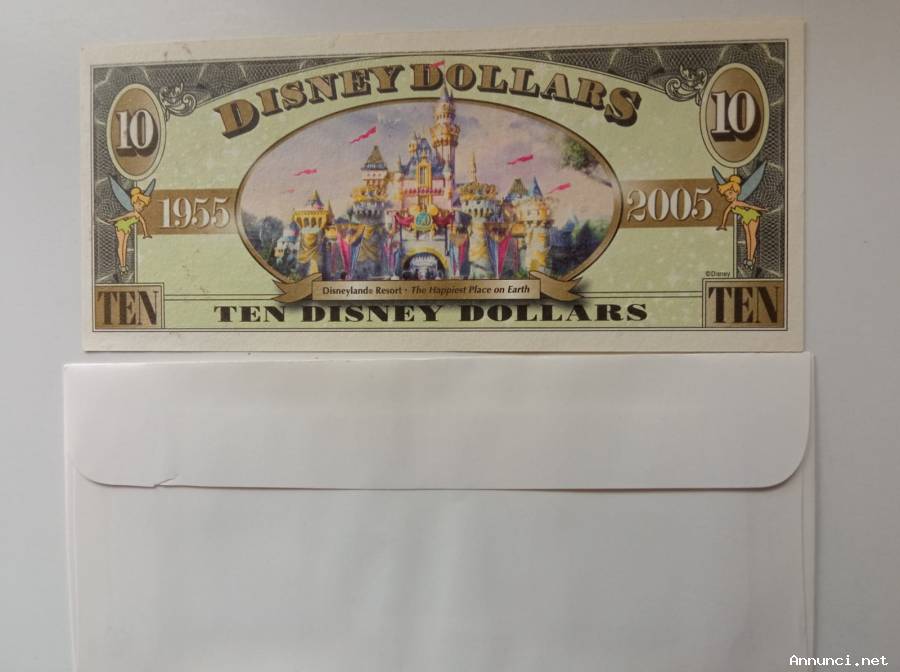 DISNEY DOLLARS
10
10
1955
2005
©Disney
Disneyland® Resort · The Happiest Place on Earth
TEN
TEN DISNEY DOLLARS
TEN
Annunci.net